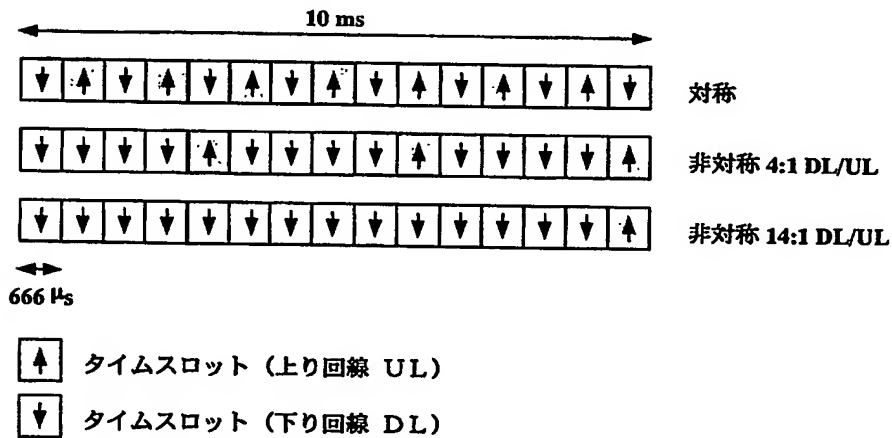 10 ms
対称
非対称 4:1 DL/UL
非対称 14:1 DL/UL
666 μs
タイムスロット（上り回線 UL）
タイムスロット（下り回線 DL）